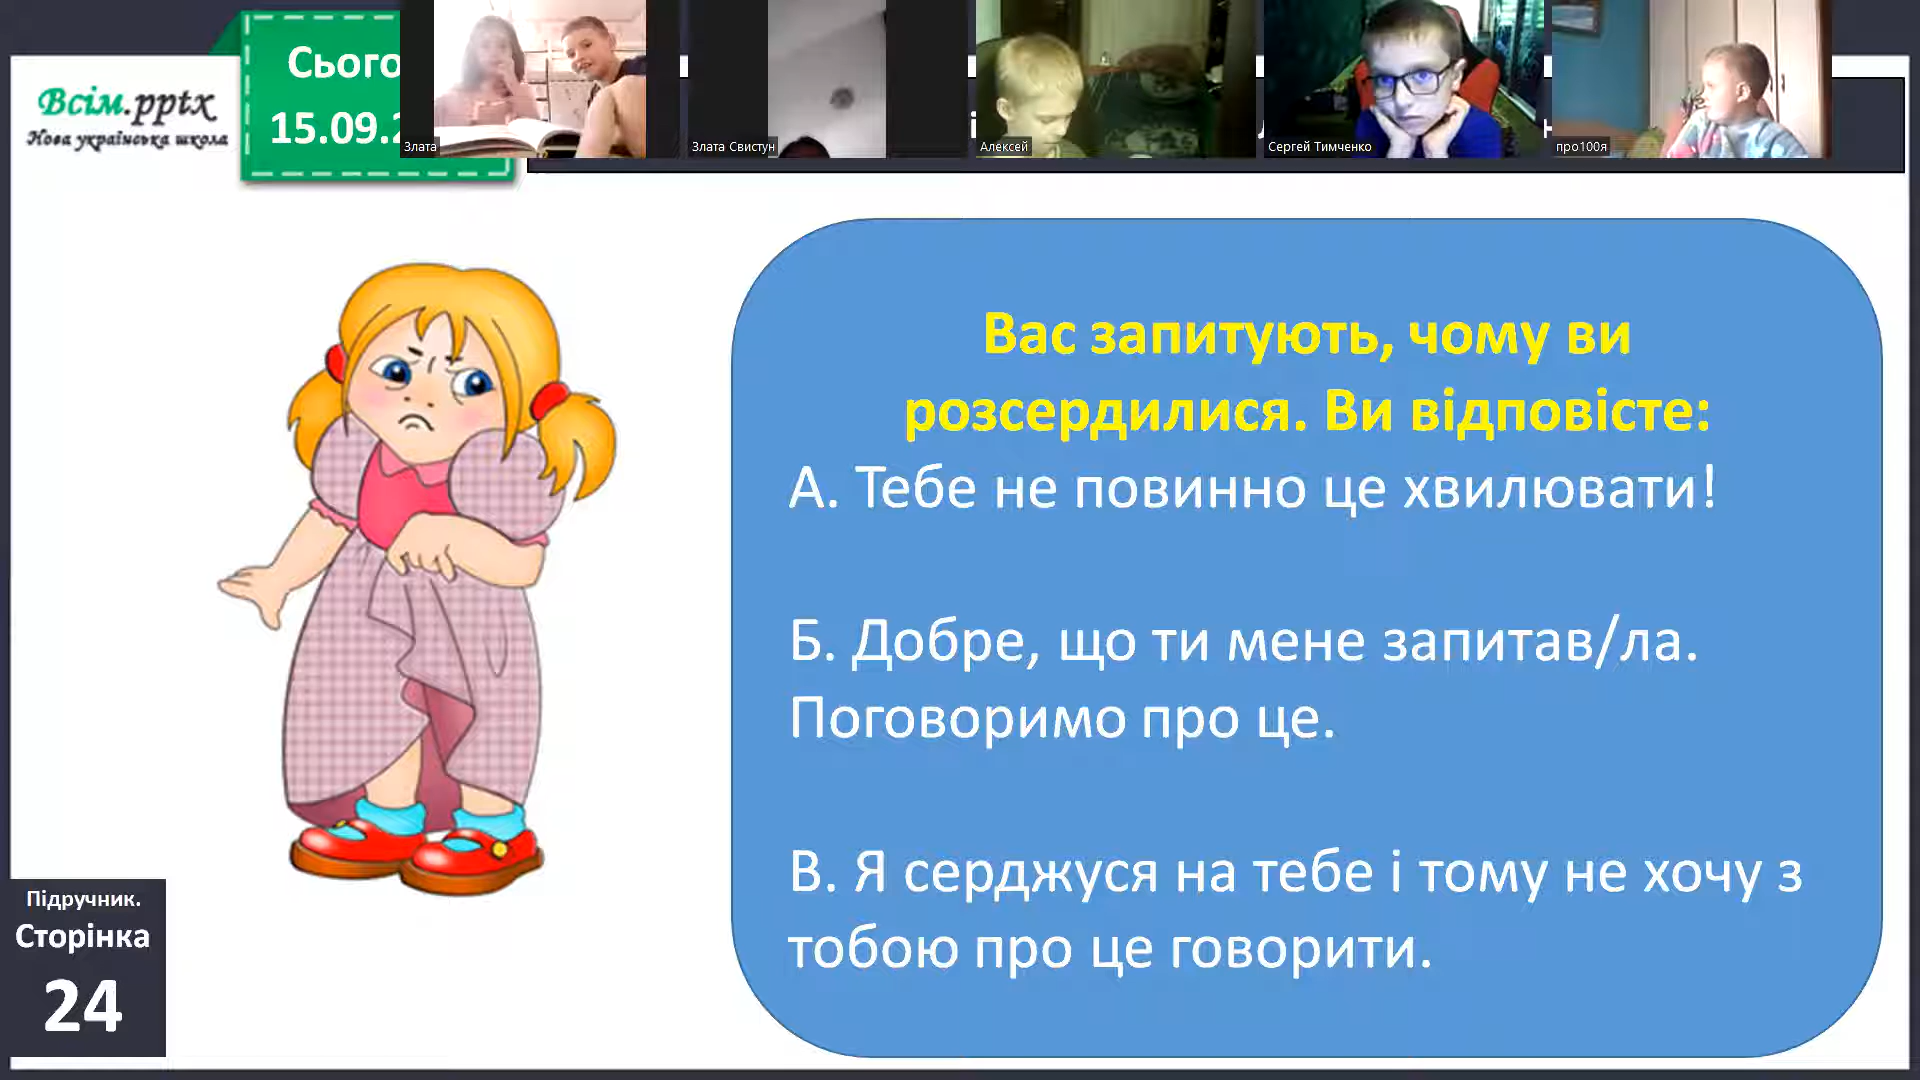 Всім.pptx
Нова українська школа
Сього
15.09.
Злата
Злата Свистун
Алексей
Сергей Тимченко
про100я
Вас запитують, чому ви
розсердилися. Ви відповісте:
А. Тебе не повинно це хвилювати!
Б. Добре, що ти мене запитав/ла.
Поговоримо про це.
В. Я серджуся на тебе і тому не хочу з
тобою про це говорити.
Підручник.
Сторінка
24